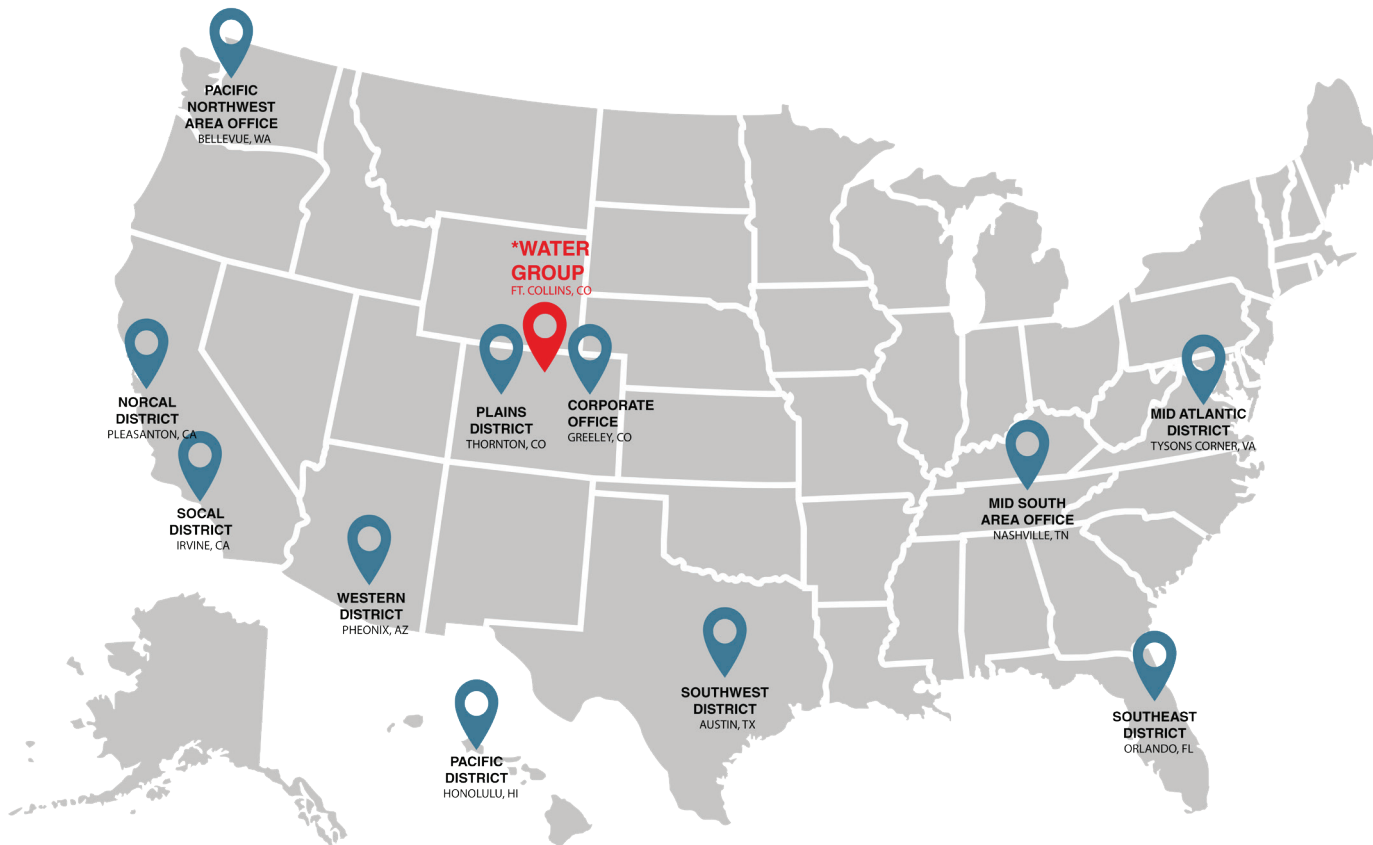 PACIFIC
NORTHWEST
AREA OFFICE
BELLEVUE, WA
*WATER
GROUP
FT. COLLINS, CO
NORCAL
DISTRICT
PLEASANTON, CA
PLAINS
DISTRICT
THORNTON, CO
CORPORATE
OFFICE
GREELEY, CO
MID ATLANTIC
DISTRICT
TYSONS CORNER, VA
SOCAL
DISTRICT
IRVINE, CA
MID SOUTH
AREA OFFICE
NASHVILLE, TN
WESTERN
DISTRICT
PHEONIX, AZ
SOUTHWEST
DISTRICT
AUSTIN, TX
SOUTHEAST
DISTRICT
ORLANDO, FL
PACIFIC
DISTRICT
HONOLULU, HI